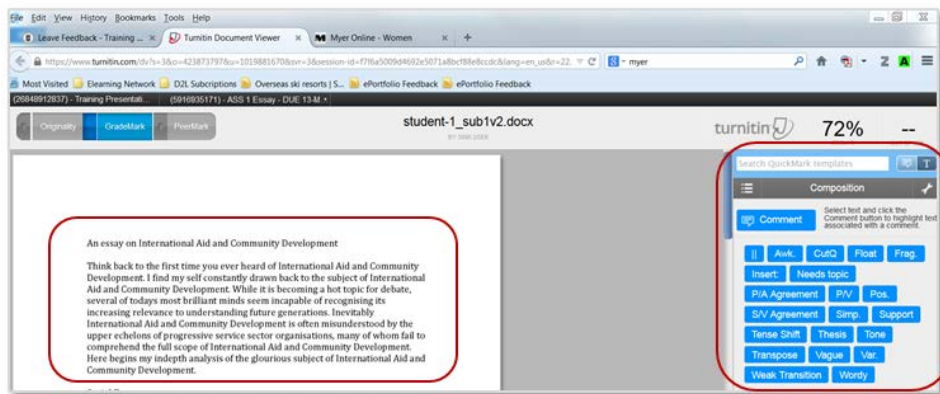 File Edit View History Bookmarks Tools Help
Leave Feedback - Training ... × Turnitin Document Viewer × Myer Online - Women × +
https://www.turnitin.com/dv?s=3&o=423873797&u=1019881670&svr=3&session-id=f7f6a5009d4692e5071a8bcf88e8ccdc&lang=en_us&r=22. myer
Most Visited Elearning Network D2L Subcriptions Overseas ski resorts | S... ePortfolio Feedback ePortfolio Feedback
(26848912837) - Training Presentati... (5916935171) - ASS 1 Essay - DUE 13-M
Originality GradeMark PeerMark student-1_sub1v2.docx turnitin 72% --
Search QuickMark templates T
Composition
Comment
Select text and click the
Comment button to highlight text
associated with a comment.
|| Awk. CutQ Float Frag.
Insert: Needs topic
P/A Agreement P/V Pos.
S/V Agreement Simp. Support
Tense Shift Thesis Tone
Transpose Vague Var.
Weak Transition Wordy
An essay on International Aid and Community Development
Think back to the first time you ever heard of International Aid and Community
Development. I find my self constantly drawn back to the subject of International
Aid and Community Development. While it is becoming a hot topic for debate,
several of todays most brilliant minds seem incapable of recognising its
increasing relevance to understanding future generations. Inevitably
International Aid and Community Development is often misunderstood by the
upper echelons of progressive service sector organisations, many of whom fail to
comprehend the full scope of International Aid and Community Development.
Here begins my indepth analysis of the glourious subject of International Aid and
Community Development.